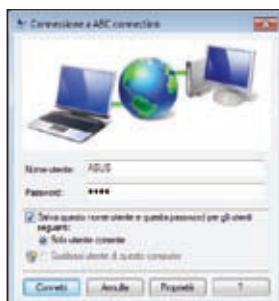 Connessione a ABC connection
Nome utente: ASUS
Password: ••••
Salva questo nome utente e questa password per gli utenti
seguenti:
Solo utente corrente
Qualsiasi utente di questo computer
Connetti Annulla Proprietà ?